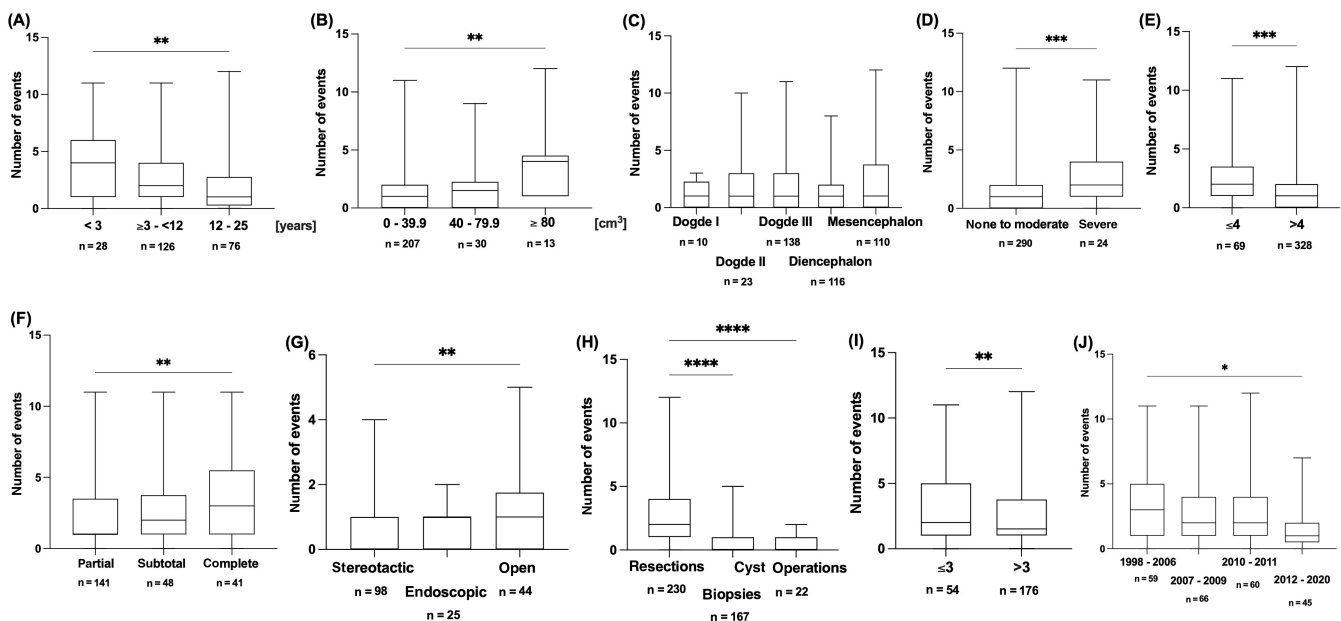 (A)
**
15
10
5
0
Number of events
< 3
≥3 - <12
12 - 25
[years]
n = 28
n = 126
n = 76
(B)
**
15
10
5
0
Number of events
0 - 39.9
40 - 79.9
≥ 80
[cm³]
n = 207
n = 30
n = 13
(C)
15
10
5
0
Number of events
Dogde I
Dogde III
Mesencephalon
n = 10
n = 138
n = 110
Dogde II
Diencephalon
n = 23
n = 116
(D)
***
15
10
5
0
Number of events
None to moderate
Severe
n = 290
n = 24
(E)
***
15
10
5
0
Number of events
≤4
>4
n = 69
n = 328
(F)
**
15
10
5
0
Number of events
Partial
Subtotal
Complete
n = 141
n = 48
n = 41
(G)
**
6
4
2
0
Number of events
Stereotactic
Open
n = 98
Endoscopic
n = 44
n = 25
(H)
****
****
15
10
5
0
Number of events
Resections
Cyst Operations
n = 230
Biopsies
n = 22
n = 167
(I)
**
15
10
5
0
Number of events
≤3
>3
n = 54
n = 176
(J)
*
15
10
5
0
Number of events
1998 - 2006
2010 - 2011
n = 59
2007 - 2009
n = 60
2012 - 2020
n = 66
n = 45